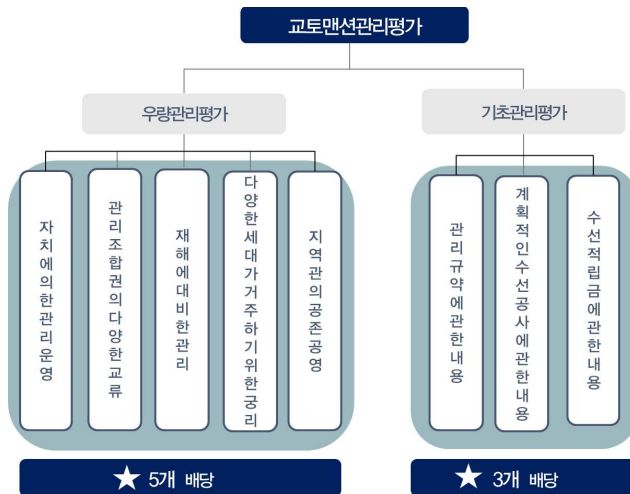 교토맨션관리평가
우량관리평가
기초관리평가
자치에의한관리운영
관리조합권의다양한교류
재해에대비한관리
다양한세대가거주하기위한궁리
지역관의공존공영
관리규약에관한내용
계획적인수선공사에관한내용
수선적립금에관한내용
★ 5개 배당
★ 3개 배당